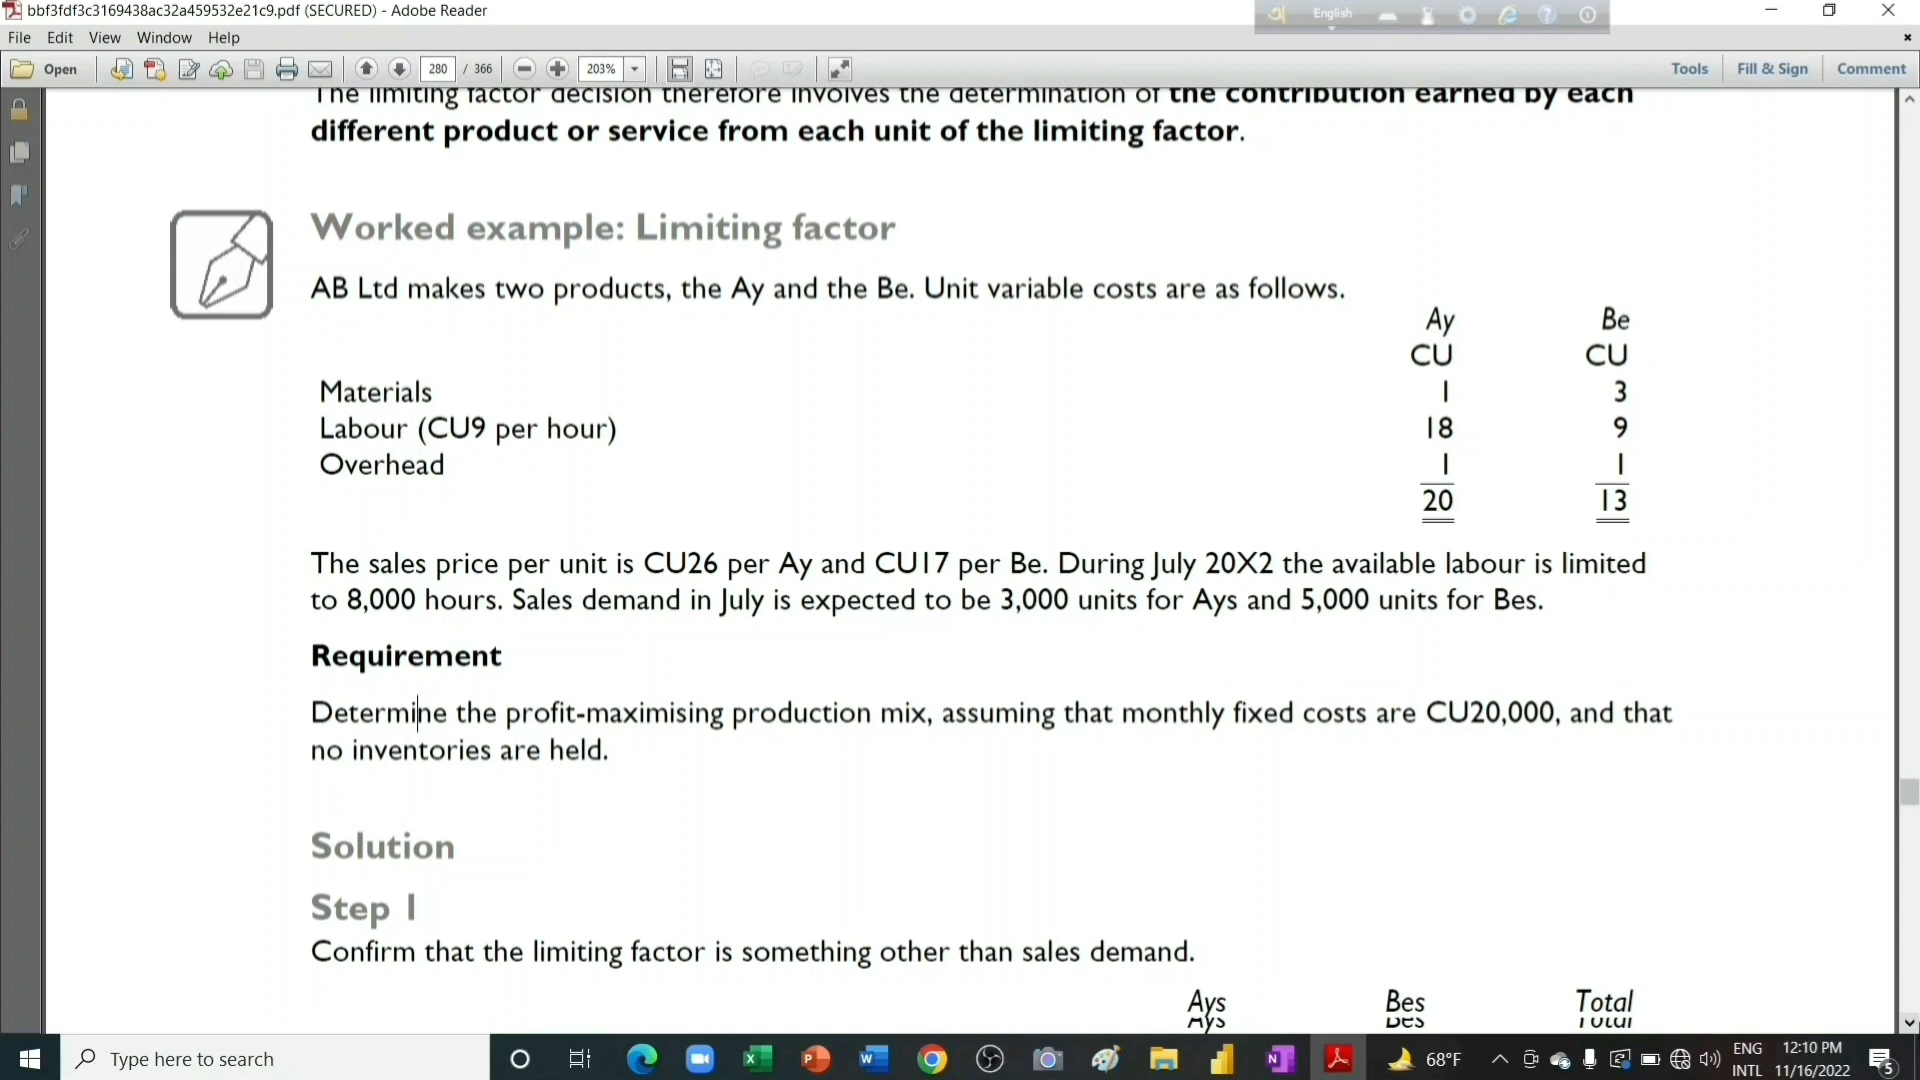 bbf3fdf3c3169438ac32a459532e21c9.pdf (SECURED) - Adobe Reader
English
File Edit View Window Help
Open 280 / 366 203% Tools Fill & Sign Comment
The limiting factor decision therefore involves the determination of the contribution earned by each
different product or service from each unit of the limiting factor.
Worked example: Limiting factor
AB Ltd makes two products, the Ay and the Be. Unit variable costs are as follows.
Ay Be
CU CU
Materials 1 3
Labour (CU9 per hour) 18 9
Overhead 1 1
20 13
The sales price per unit is CU26 per Ay and CU17 per Be. During July 20X2 the available labour is limited
to 8,000 hours. Sales demand in July is expected to be 3,000 units for Ays and 5,000 units for Bes.
Requirement
Determine the profit-maximising production mix, assuming that monthly fixed costs are CU20,000, and that
no inventories are held.
Solution
Step 1
Confirm that the limiting factor is something other than sales demand.
Ays Bes Total
Type here to search
68°F
ENG
INTL
12:10 PM
11/16/2022
5